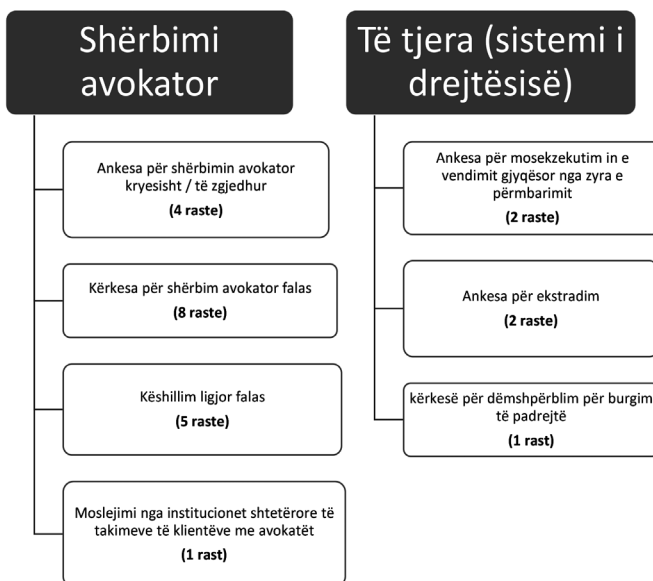 Shërbimi
avokator
Ankesa për shërbimin avokator
kryesisht / të zgjedhur
(4 raste)
Kërkesa për shërbim avokator falas
(8 raste)
Këshillim ligjor falas
(5 raste)
Moslejimi nga institucionet shtetërore të
takimeve të klientëve me avokatët
(1 rast)
Të tjera (sistemi i
drejtësisë)
Ankesa për mosekzekutim in e
vendimit gjyqësor nga zyra e
përmbarimit
(2 raste)
Ankesa për ekstradim
(2 raste)
kërkesë për dëmshpërblim për burgim
të padrejtë
(1 rast)